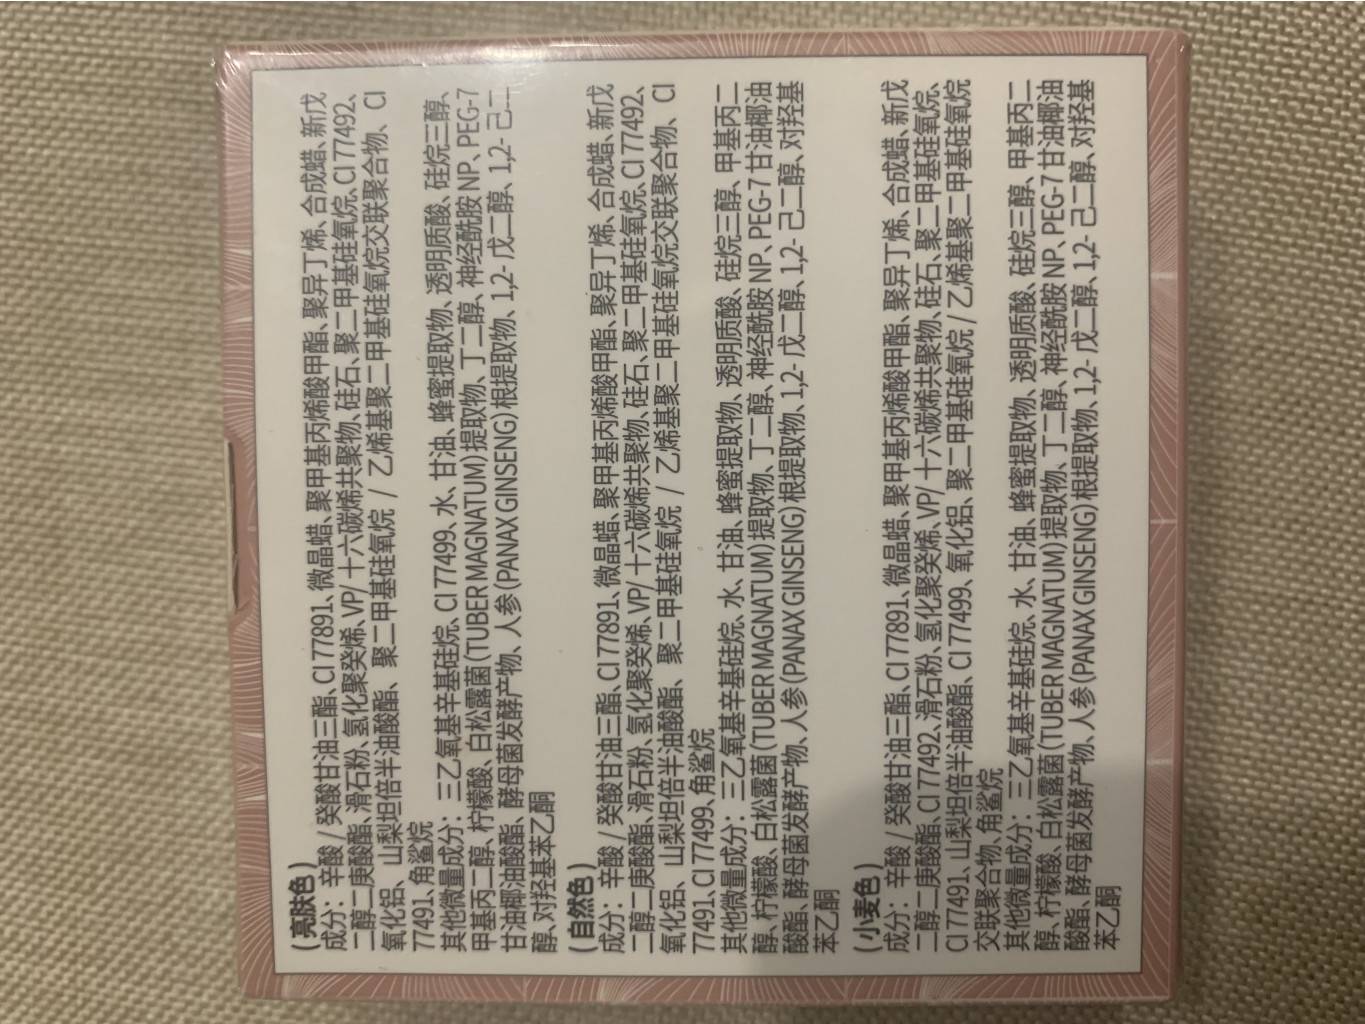 (亮肤色)
成分：辛酸 / 癸酸甘油三酯、CI 77891、微晶蜡、聚甲基丙烯酸甲酯、聚异丁烯、合成蜡、新戊
二醇二庚酸酯、滑石粉、氢化聚癸烯、VP/ 十六碳烯共聚物、硅石、聚二甲基硅氧烷、CI 77492、
氧化铝、山梨坦倍半油酸酯、聚二甲基硅氧烷 / 乙烯基聚二甲基硅氧烷交联聚合物、CI
77491、角鲨烷
其他微量成分：三乙氧基辛基硅烷、CI 77499、水、甘油、蜂蜜提取物、透明质酸、硅烷三醇、
甲基丙二醇、柠檬酸、白松露菌(TUBER MAGNATUM)提取物、丁二醇、神经酰胺 NP、PEG-7
甘油椰油酸酯、酵母菌发酵产物、人参(PANAX GINSENG)根提取物、1,2- 戊二醇、1,2- 己二
醇、对羟基苯乙酮
(自然色)
成分：辛酸 / 癸酸甘油三酯、CI 77891、微晶蜡、聚甲基丙烯酸甲酯、聚异丁烯、合成蜡、新戊
二醇二庚酸酯、滑石粉、氢化聚癸烯、VP/ 十六碳烯共聚物、硅石、聚二甲基硅氧烷、CI 77492、
氧化铝、山梨坦倍半油酸酯、聚二甲基硅氧烷 / 乙烯基聚二甲基硅氧烷交联聚合物、CI
77491、CI 77499、角鲨烷
其他微量成分：三乙氧基辛基硅烷、水、甘油、蜂蜜提取物、透明质酸、硅烷三醇、甲基丙二
醇、柠檬酸、白松露菌(TUBER MAGNATUM)提取物、丁二醇、神经酰胺 NP、PEG-7 甘油椰油
酸酯、酵母菌发酵产物、人参(PANAX GINSENG)根提取物、1,2- 戊二醇、1,2- 己二醇、对羟基
苯乙酮
(小麦色)
成分：辛酸 / 癸酸甘油三酯、CI 77891、微晶蜡、聚甲基丙烯酸甲酯、聚异丁烯、合成蜡、新戊
二醇二庚酸酯、CI 77492、滑石粉、氢化聚癸烯、VP/ 十六碳烯共聚物、硅石、聚二甲基硅氧烷、
CI 77491、山梨坦倍半油酸酯、CI 77499、氧化铝、聚二甲基硅氧烷 / 乙烯基聚二甲基硅氧烷
交联聚合物、角鲨烷
其他微量成分：三乙氧基辛基硅烷、水、甘油、蜂蜜提取物、透明质酸、硅烷三醇、甲基丙二
醇、柠檬酸、白松露菌(TUBER MAGNATUM)提取物、丁二醇、神经酰胺 NP、PEG-7 甘油椰油
酸酯、酵母菌发酵产物、人参(PANAX GINSENG)根提取物、1,2- 戊二醇、1,2- 己二醇、对羟基
苯乙酮